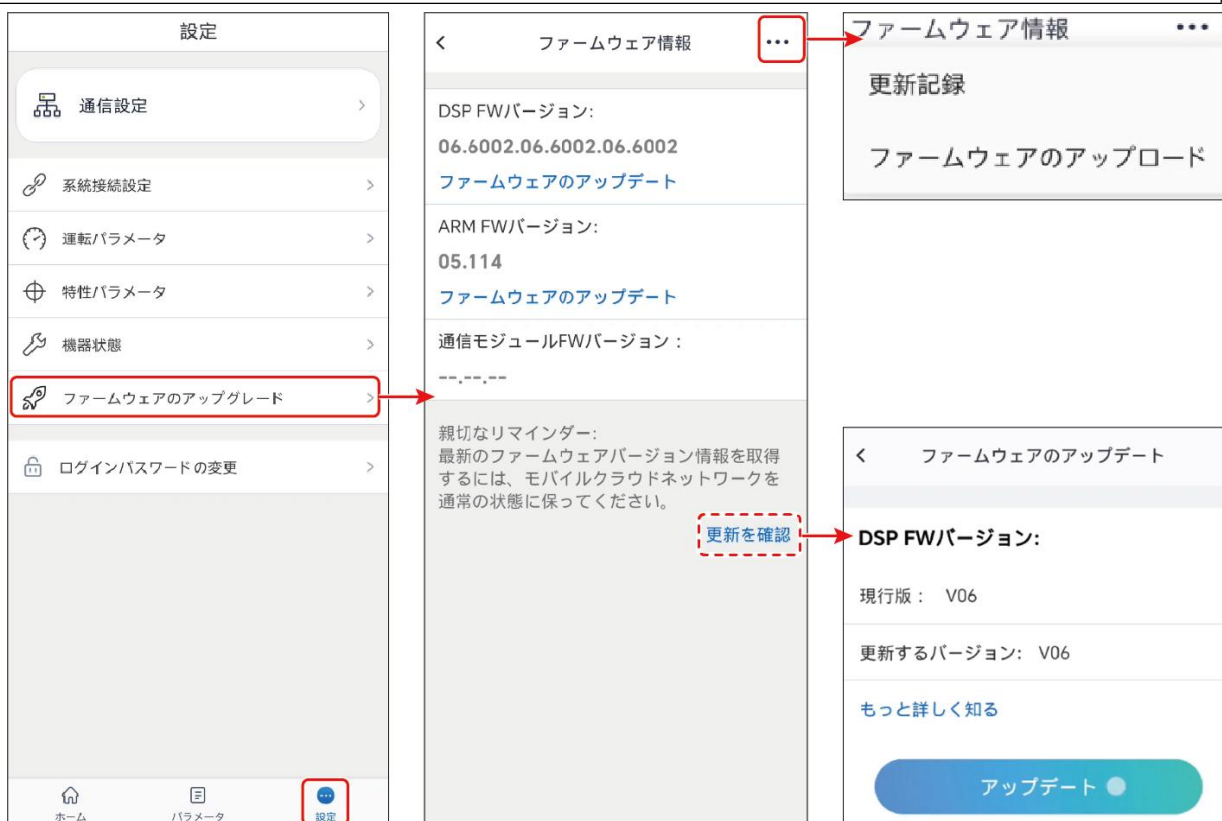 設定
通信設定
系統接続設定
運転パラメータ
特性パラメータ
機器状態
ファームウェアのアップグレード
ログインパスワードの変更
ホーム
パラメータ
設定
ファームウェア情報
DSP FWバージョン:
06.6002.06.6002.06.6002
ファームウェアのアップデート
ARM FWバージョン:
05.114
ファームウェアのアップデート
通信モジュールFWバージョン：
--.--.--
親切なリマインダー:
最新のファームウェアバージョン情報を取得
するには、モバイルクラウドネットワークを
通常の状態に保ってください。
更新を確認
ファームウェア情報
更新記録
ファームウェアのアップロード
ファームウェアのアップデート
DSP FWバージョン:
現行版： V06
更新するバージョン: V06
もっと詳しく知る
アップデート